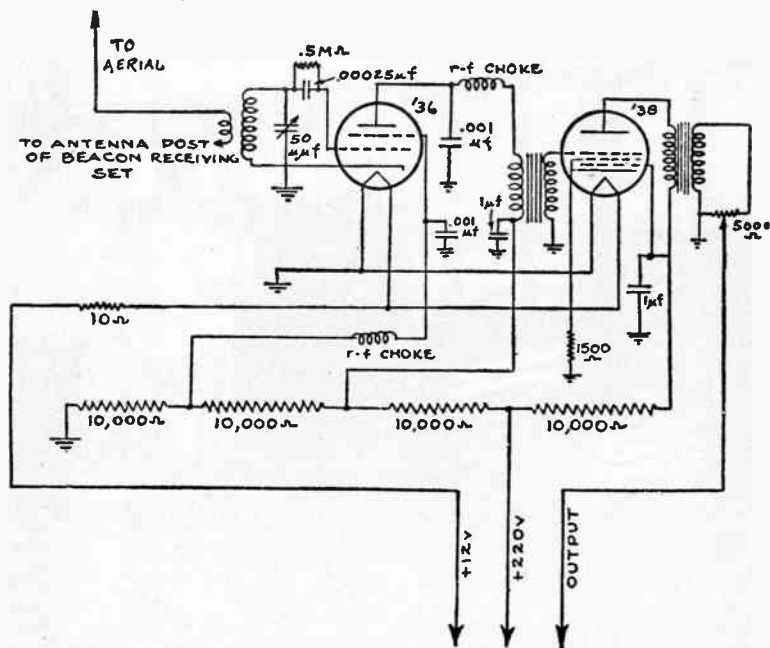 TO
AERIAL
.5MΩ
.00025µf
'36
r-f CHOKE
'38
50
µµf
.001
µf
TO ANTENNA POST
OF BEACON RECEIVING
SET
1µf
.001
µf
5000
Ω
1µf
10Ω
r-f CHOKE
1500
Ω
10,000Ω
10,000Ω
10,000Ω
10,000Ω
+12V
+220V
OUTPUT